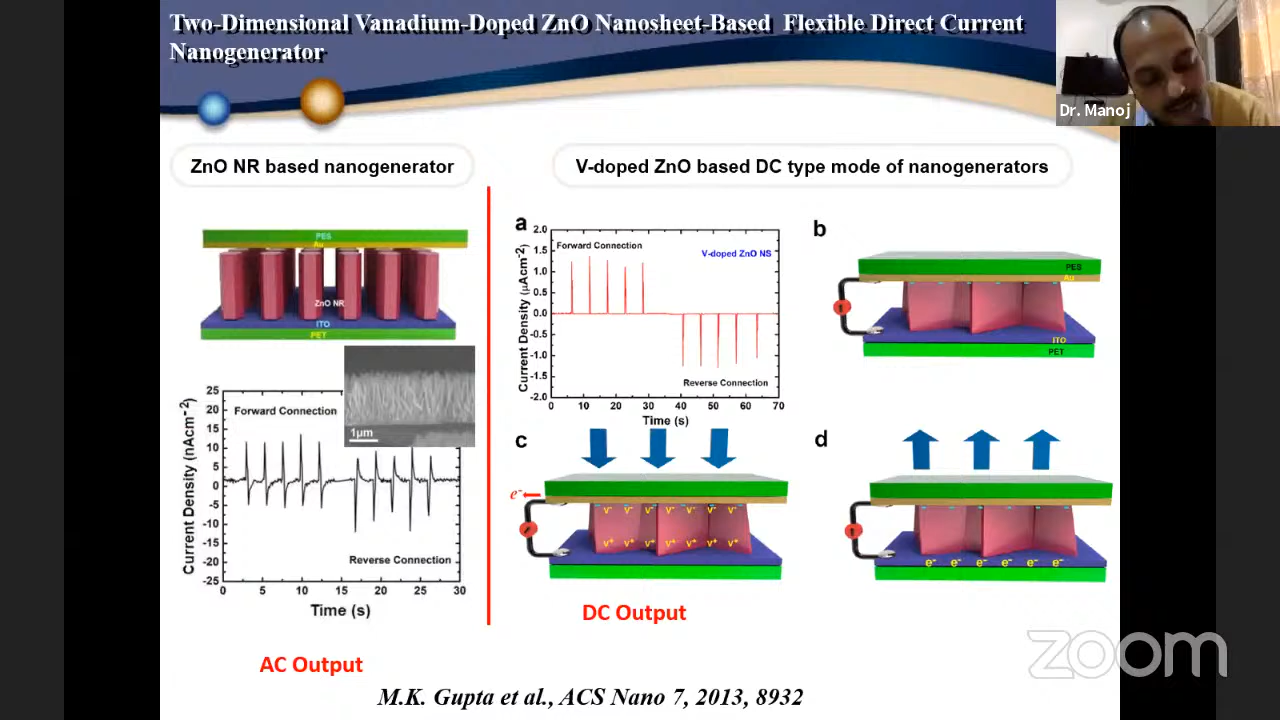 Two-Dimensional Vanadium-Doped ZnO Nanosheet-Based Flexible Direct Current
Nanogenerator
Dr. Manoj
ZnO NR based nanogenerator
V-doped ZnO based DC type mode of nanogenerators
PES
Au
ZnO NR
ITO
PET
1μm
25
20
15
10
5
0
-5
-10
-15
-20
-25
Current Density (nAcm⁻²)
Forward Connection
Reverse Connection
0 5 10 15 20 25 30
Time (s)
AC Output
a
2.0
1.5
1.0
0.5
0.0
-0.5
-1.0
-1.5
-2.0
Current Density (μAcm⁻²)
Forward Connection
V-doped ZnO NS
Reverse Connection
0 10 20 30 40 50 60 70
Time (s)
b
PES
Au
ITO
PET
c
e⁻
V⁻ V⁻ V⁻ V⁻ V⁻ V⁻ V⁻
V⁺ V⁺ V⁺ V⁺ V⁺ V⁺ V⁺
d
e⁻ e⁻ e⁻ e⁻ e⁻ e⁻
DC Output
zoom
M.K. Gupta et al., ACS Nano 7, 2013, 8932